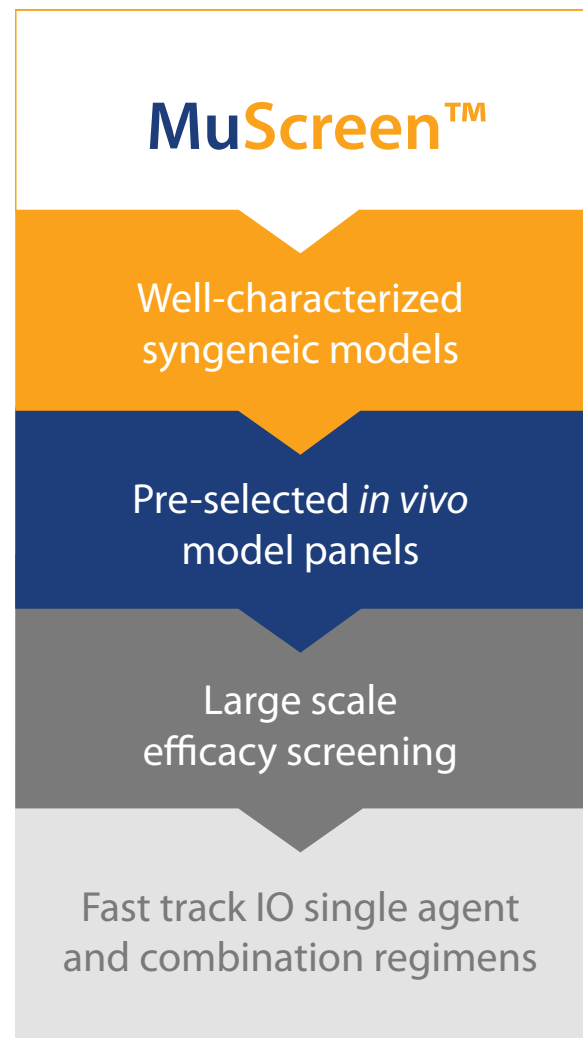 MuScreen™
Well-characterized
syngeneic models
Pre-selected in vivo
model panels
Large scale
efficacy screening
Fast track IO single agent
and combination regimens